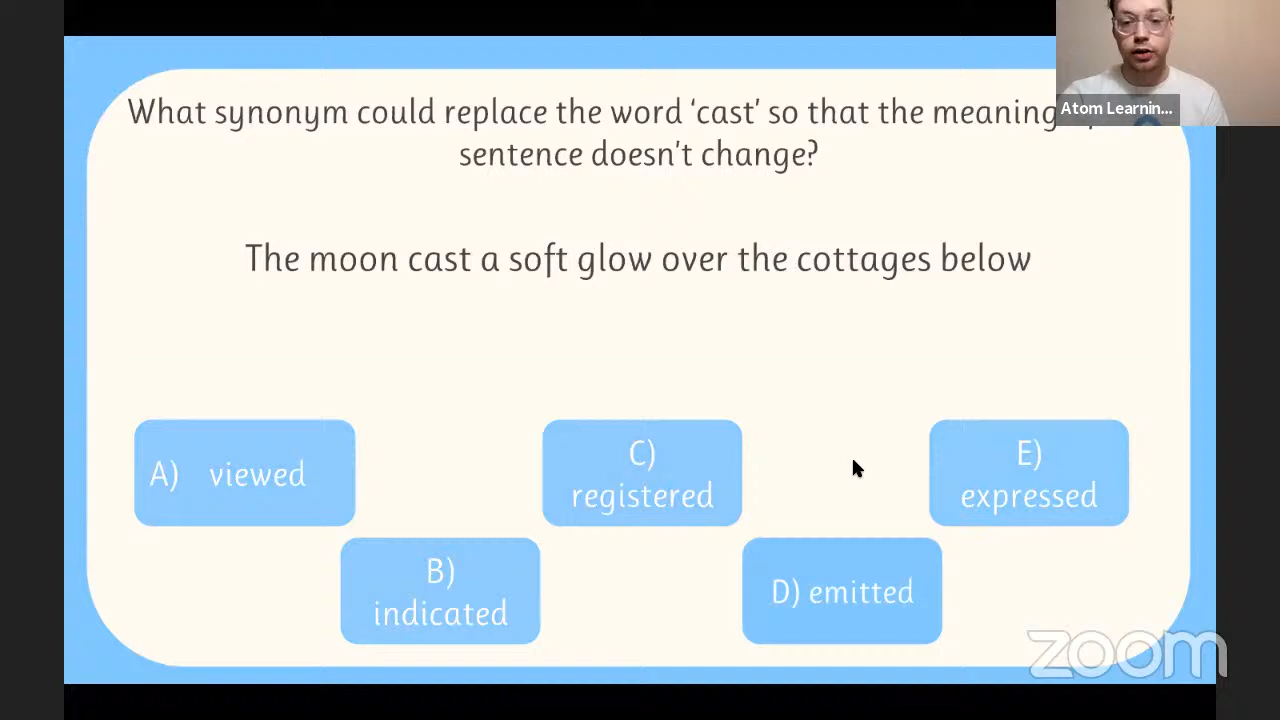 What synonym could replace the word ‘cast’ so that the meaning
sentence doesn’t change?
The moon cast a soft glow over the cottages below
A) viewed
B)
indicated
C)
registered
D) emitted
E)
expressed
Atom Learnin...
zoom